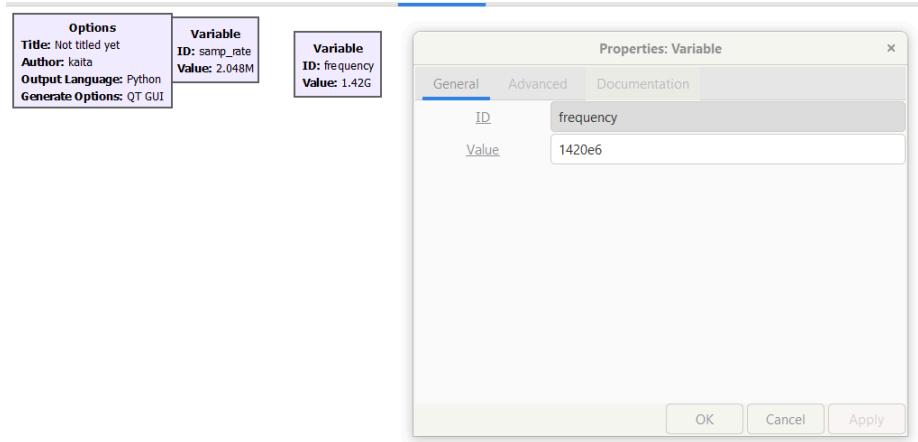 Options
Title: Not titled yet
Author: kaita
Output Language: Python
Generate Options: QT GUI
Variable
ID: samp_rate
Value: 2.048M
Variable
ID: frequency
Value: 1.42G
Properties: Variable ×
General Advanced Documentation
ID frequency
Value 1420e6
OK Cancel Apply